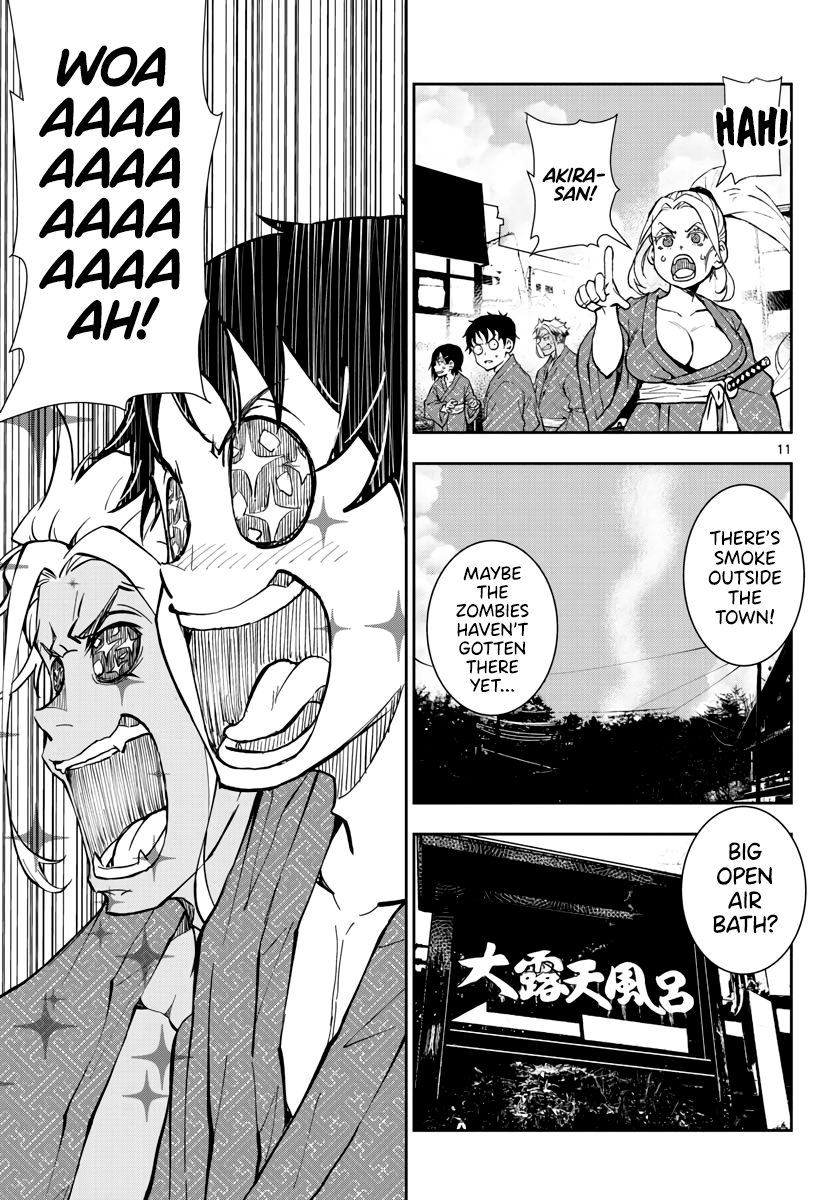 HAH!
AKIRA-
SAN!
11
THERE'S
SMOKE
OUTSIDE
THE
TOWN!
MAYBE
THE
ZOMBIES
HAVEN'T
GOTTEN
THERE
YET...
BIG
OPEN
AIR
BATH?
大露天風呂
WOA
AAAA
AAAA
AAAA
AAAA
AH!